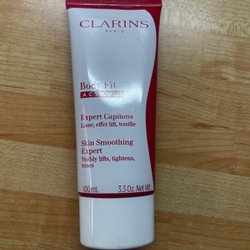 CLARINS
PARIS
Body Fit
ACTIVE
Expert Capitons
Lisse, effet lift, tonifie
Skin Smoothing
Expert
Visibly lifts, tightens,
tones
100 mL 3.3 Oz. Net Wt.